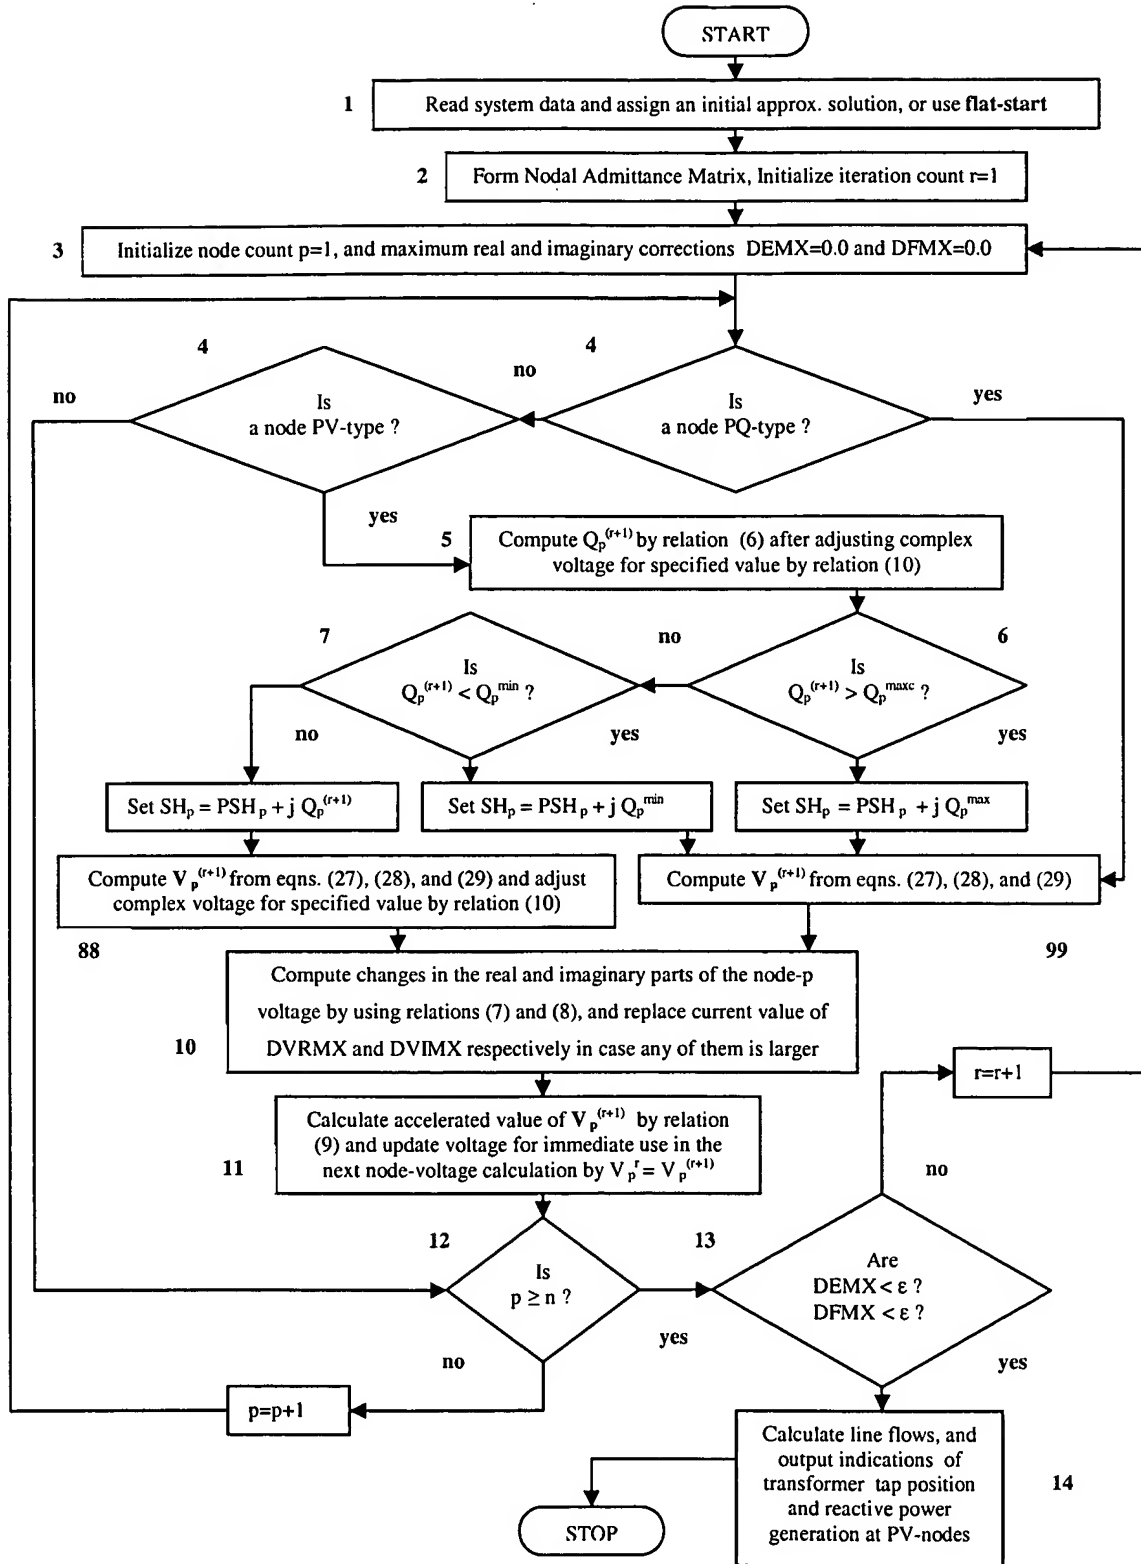 START
1
Read system data and assign an initial approx. solution, or use flat-start
2
Form Nodal Admittance Matrix, Initialize iteration count r=1
3
Initialize node count p=1, and maximum real and imaginary corrections DEMX=0.0 and DFMX=0.0
4
4
no
no
yes
Is
a node PV-type ?
Is
a node PQ-type ?
yes
5
Compute Qp^(r+1) by relation (6) after adjusting complex
voltage for specified value by relation (10)
7
no
6
Is
Qp^(r+1) < Qp^min ?
Is
Qp^(r+1) > Qp^maxc ?
no
yes
yes
Set SHp = PSHp + j Qp^(r+1)
Set SHp = PSHp + j Qp^min
Set SHp = PSHp + j Qp^max
Compute Vp^(r+1) from eqns. (27), (28), and (29) and adjust
complex voltage for specified value by relation (10)
Compute Vp^(r+1) from eqns. (27), (28), and (29)
88
99
Compute changes in the real and imaginary parts of the node-p
voltage by using relations (7) and (8), and replace current value of
DVRMX and DVIMX respectively in case any of them is larger
10
r=r+1
Calculate accelerated value of Vp^(r+1) by relation
(9) and update voltage for immediate use in the
next node-voltage calculation by Vp^r = Vp^(r+1)
11
no
12
13
Is
p ≥ n ?
Are
DEMX < ε ?
DFMX < ε ?
yes
no
yes
p=p+1
Calculate line flows, and
output indications of
transformer tap position
and reactive power
generation at PV-nodes
14
STOP